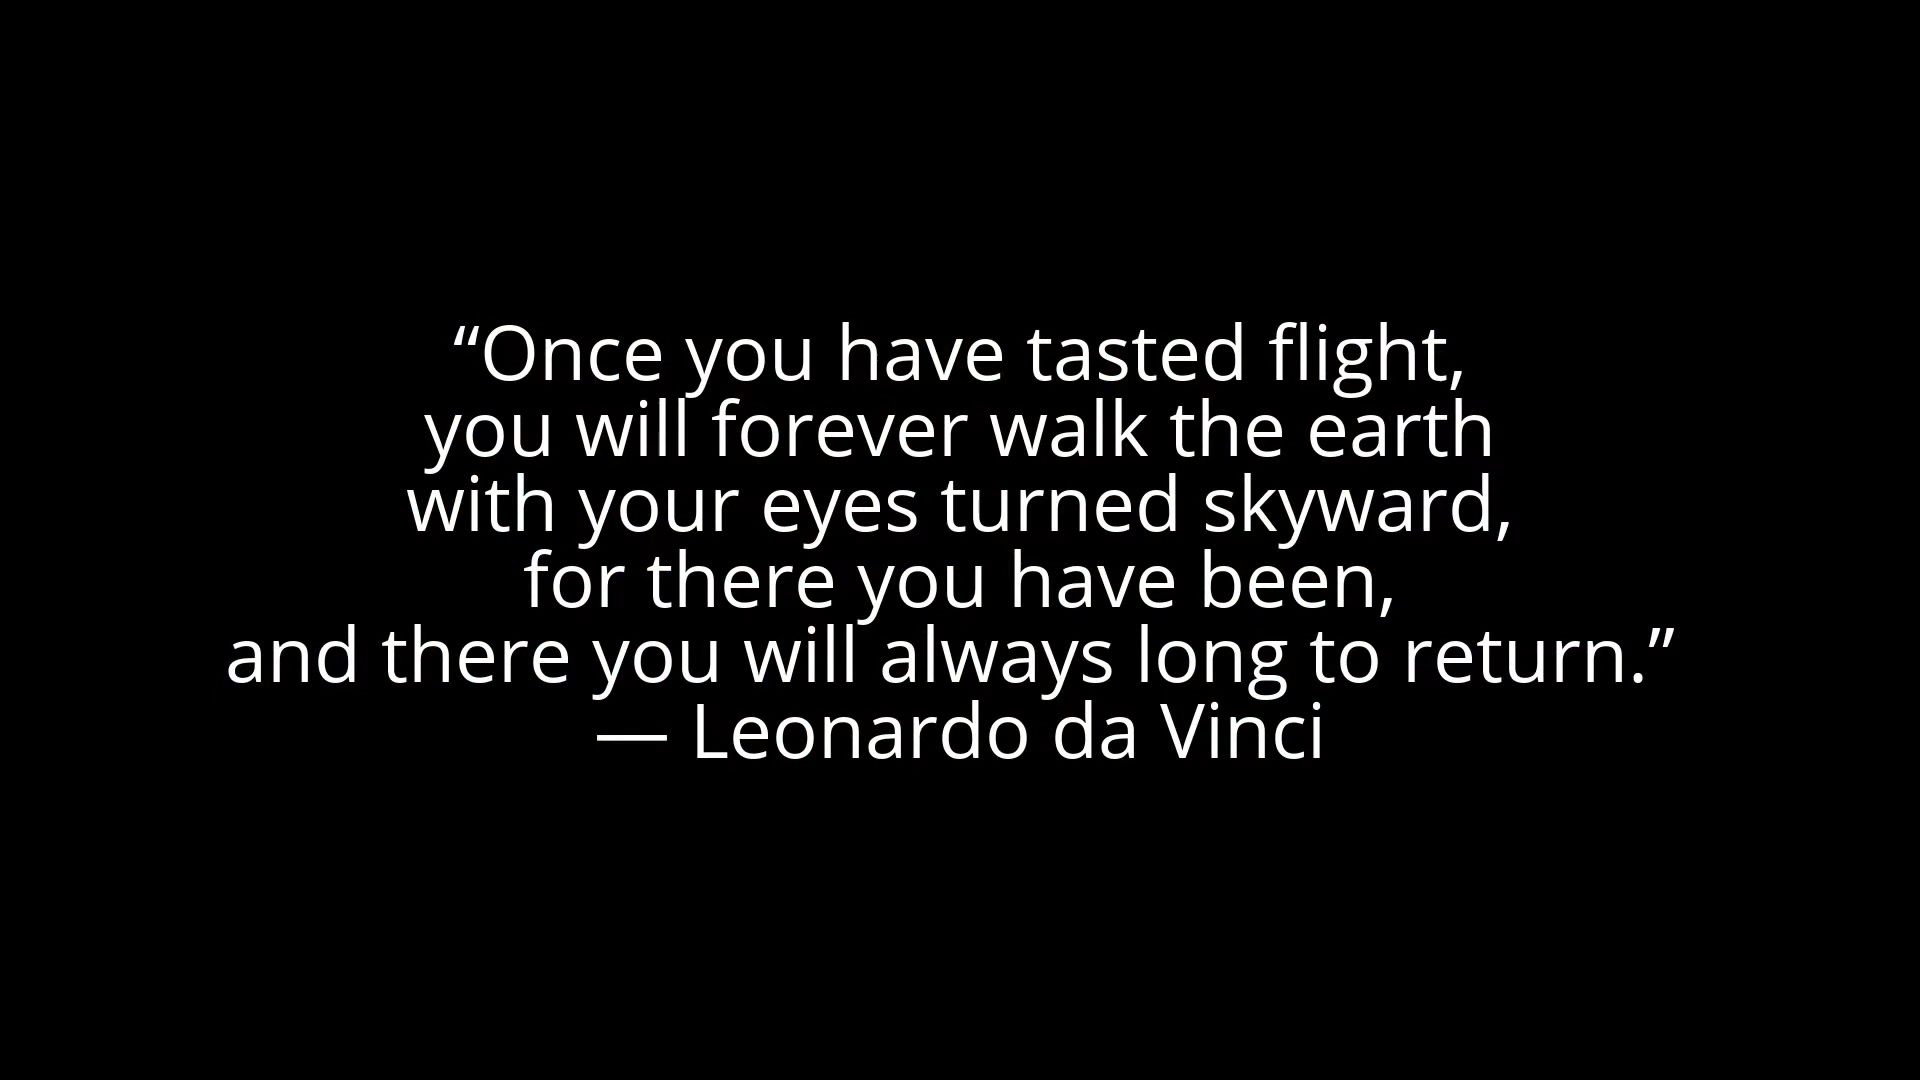 “Once you have tasted flight,
you will forever walk the earth
with your eyes turned skyward,
for there you have been,
and there you will always long to return.”
— Leonardo da Vinci